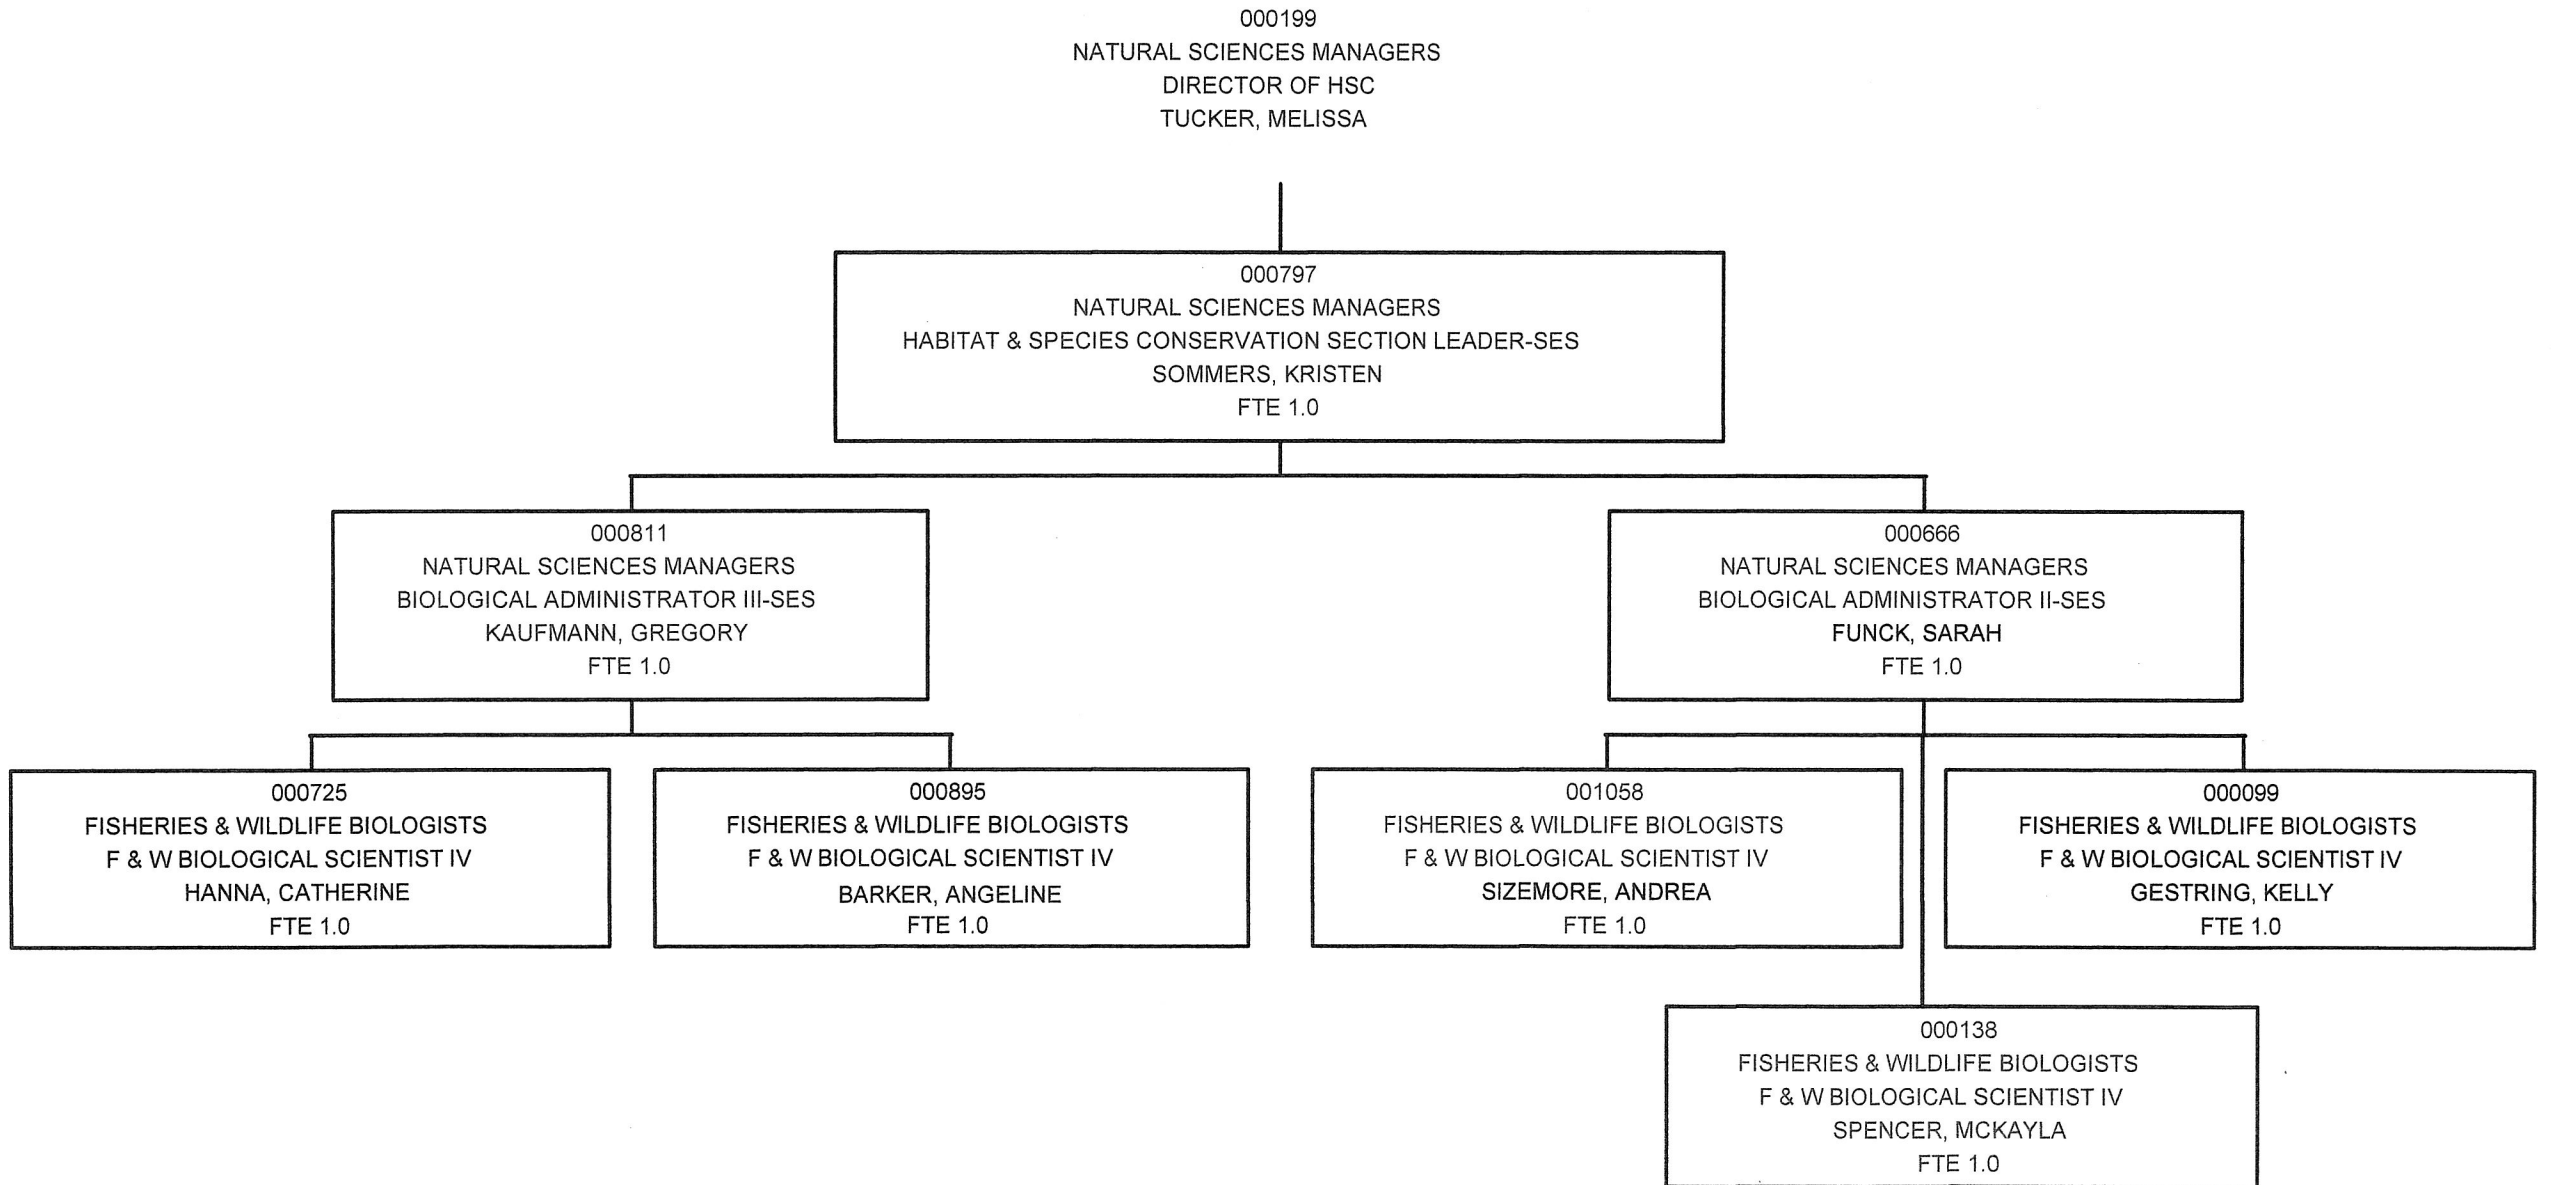 000199
NATURAL SCIENCES MANAGERS
DIRECTOR OF HSC
TUCKER, MELISSA
000797
NATURAL SCIENCES MANAGERS
HABITAT & SPECIES CONSERVATION SECTION LEADER-SES
SOMMERS, KRISTEN
FTE 1.0
000811
NATURAL SCIENCES MANAGERS
BIOLOGICAL ADMINISTRATOR III-SES
KAUFMANN, GREGORY
FTE 1.0
000666
NATURAL SCIENCES MANAGERS
BIOLOGICAL ADMINISTRATOR II-SES
FUNCK, SARAH
FTE 1.0
000725
FISHERIES & WILDLIFE BIOLOGISTS
F & W BIOLOGICAL SCIENTIST IV
HANNA, CATHERINE
FTE 1.0
000895
FISHERIES & WILDLIFE BIOLOGISTS
F & W BIOLOGICAL SCIENTIST IV
BARKER, ANGELINE
FTE 1.0
001058
FISHERIES & WILDLIFE BIOLOGISTS
F & W BIOLOGICAL SCIENTIST IV
SIZEMORE, ANDREA
FTE 1.0
000099
FISHERIES & WILDLIFE BIOLOGISTS
F & W BIOLOGICAL SCIENTIST IV
GESTRING, KELLY
FTE 1.0
000138
FISHERIES & WILDLIFE BIOLOGISTS
F & W BIOLOGICAL SCIENTIST IV
SPENCER, MCKAYLA
FTE 1.0